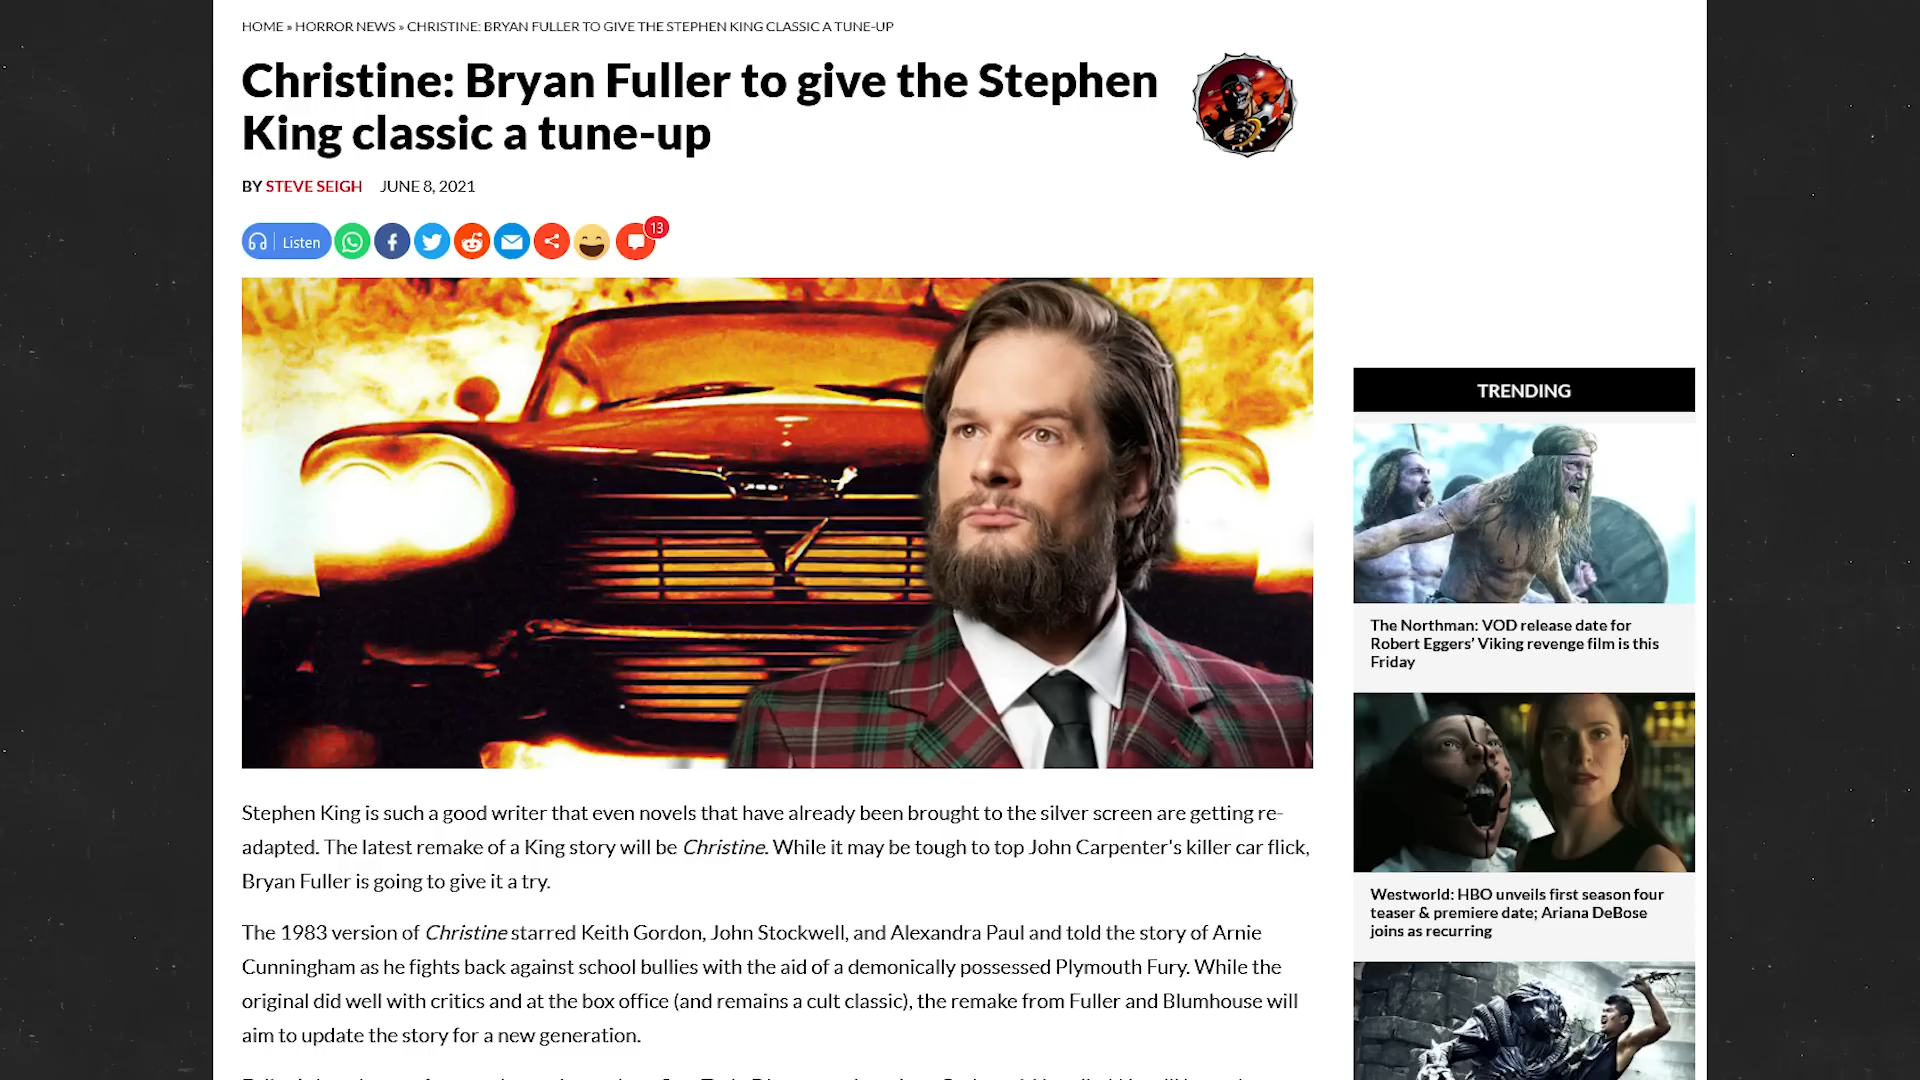 HOME » HORROR NEWS » CHRISTINE: BRYAN FULLER TO GIVE THE STEPHEN KING CLASSIC A TUNE-UP
Christine: Bryan Fuller to give the Stephen
King classic a tune-up
BY STEVE SEIGH JUNE 8, 2021
Listen
13
Stephen King is such a good writer that even novels that have already been brought to the silver screen are getting re-
adapted. The latest remake of a King story will be Christine. While it may be tough to top John Carpenter's killer car flick,
Bryan Fuller is going to give it a try.
The 1983 version of Christine starred Keith Gordon, John Stockwell, and Alexandra Paul and told the story of Arnie
Cunningham as he fights back against school bullies with the aid of a demonically possessed Plymouth Fury. While the
original did well with critics and at the box office (and remains a cult classic), the remake from Fuller and Blumhouse will
aim to update the story for a new generation.
TRENDING
The Northman: VOD release date for
Robert Eggers' Viking revenge film is this
Friday
Westworld: HBO unveils first season four
teaser & premiere date; Ariana DeBose
joins as recurring